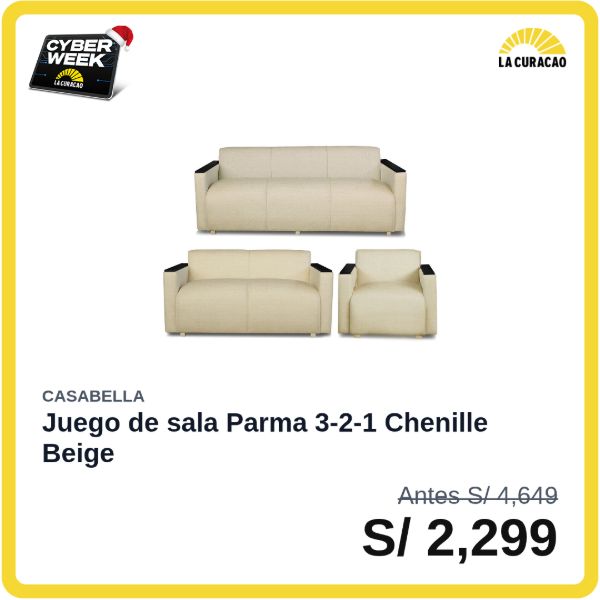 CYBER
WEEK
LA CURACAO
LA CURACAO
CASABELLA
Juego de sala Parma 3-2-1 Chenille
Beige
Antes S/ 4,649
S/ 2,299